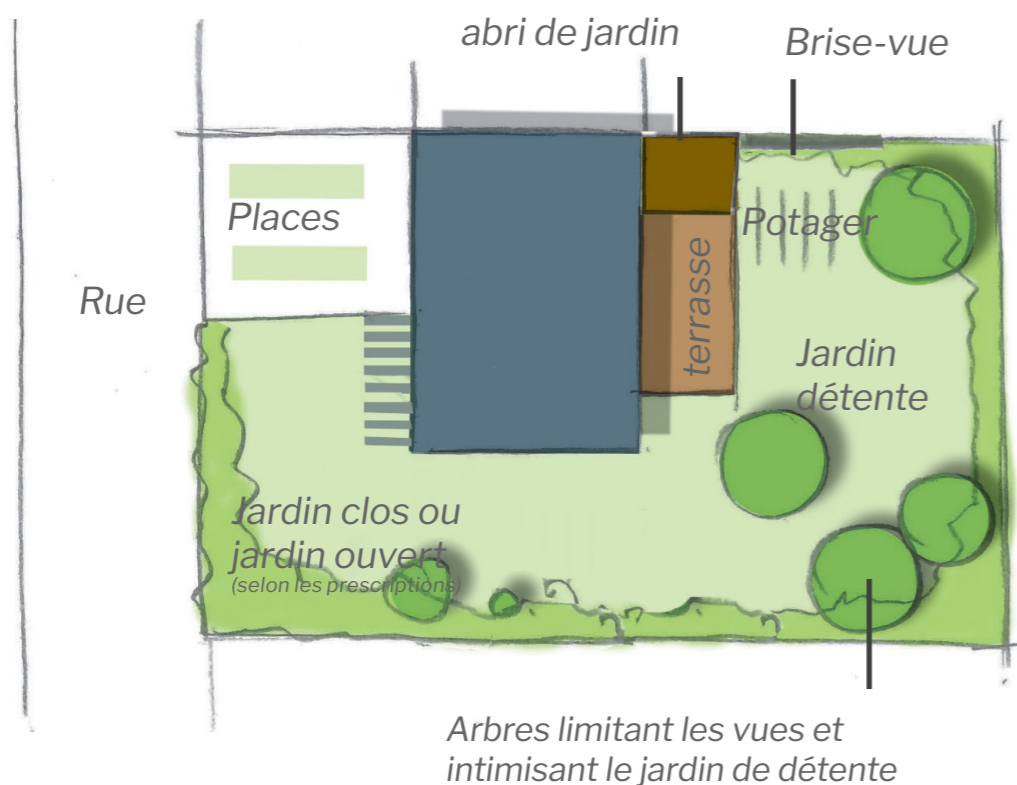 abri de jardin
Brise-vue
Places
Potager
Rue
terrasse
Jardin
détente
Jardin clos ou
jardin ouvert
(selon les prescriptions)
Arbres limitant les vues et
intimisant le jardin de détente